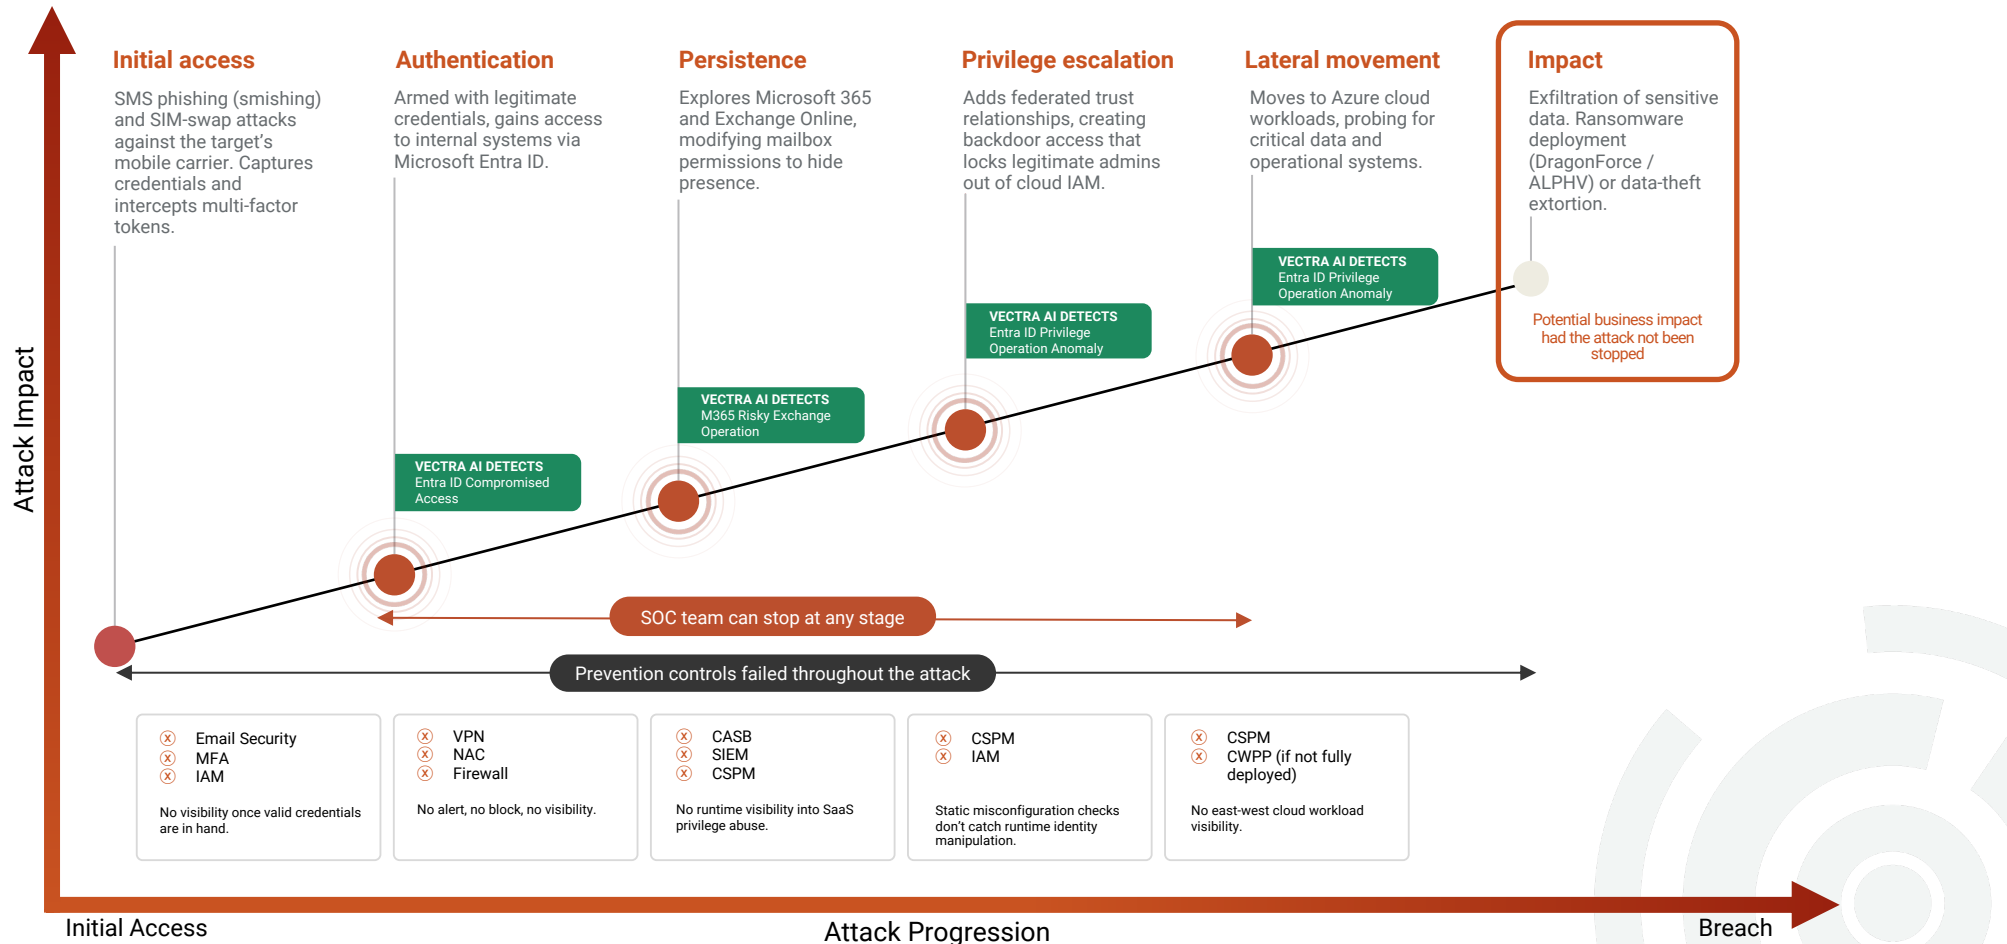 Initial access
SMS phishing (smishing)
and SIM-swap attacks
against the target's
mobile carrier. Captures
credentials and
intercepts multi-factor
tokens.
Authentication
Armed with legitimate
credentials, gains access
to internal systems via
Microsoft Entra ID.
Persistence
Explores Microsoft 365
and Exchange Online,
modifying mailbox
permissions to hide
presence.
Privilege escalation
Adds federated trust
relationships, creating
backdoor access that
locks legitimate admins
out of cloud IAM.
Lateral movement
Moves to Azure cloud
workloads, probing for
critical data and
operational systems.
Impact
Exfiltration of sensitive
data. Ransomware
deployment
(DragonForce /
ALPHV) or data-theft
extortion.
Potential business impact
had the attack not been
stopped
VECTRA AI DETECTS
Entra ID Compromised
Access
VECTRA AI DETECTS
M365 Risky Exchange
Operation
VECTRA AI DETECTS
Entra ID Privilege
Operation Anomaly
VECTRA AI DETECTS
Entra ID Privilege
Operation Anomaly
Attack Impact
SOC team can stop at any stage
Prevention controls failed throughout the attack
ⓧ Email Security
ⓧ MFA
ⓧ IAM
No visibility once valid credentials
are in hand.
ⓧ VPN
ⓧ NAC
ⓧ Firewall
No alert, no block, no visibility.
ⓧ CASB
ⓧ SIEM
ⓧ CSPM
No runtime visibility into SaaS
privilege abuse.
ⓧ CSPM
ⓧ IAM
Static misconfiguration checks
don't catch runtime identity
manipulation.
ⓧ CSPM
ⓧ CWPP (if not fully
deployed)
No east-west cloud workload
visibility.
Initial Access
Attack Progression
Breach